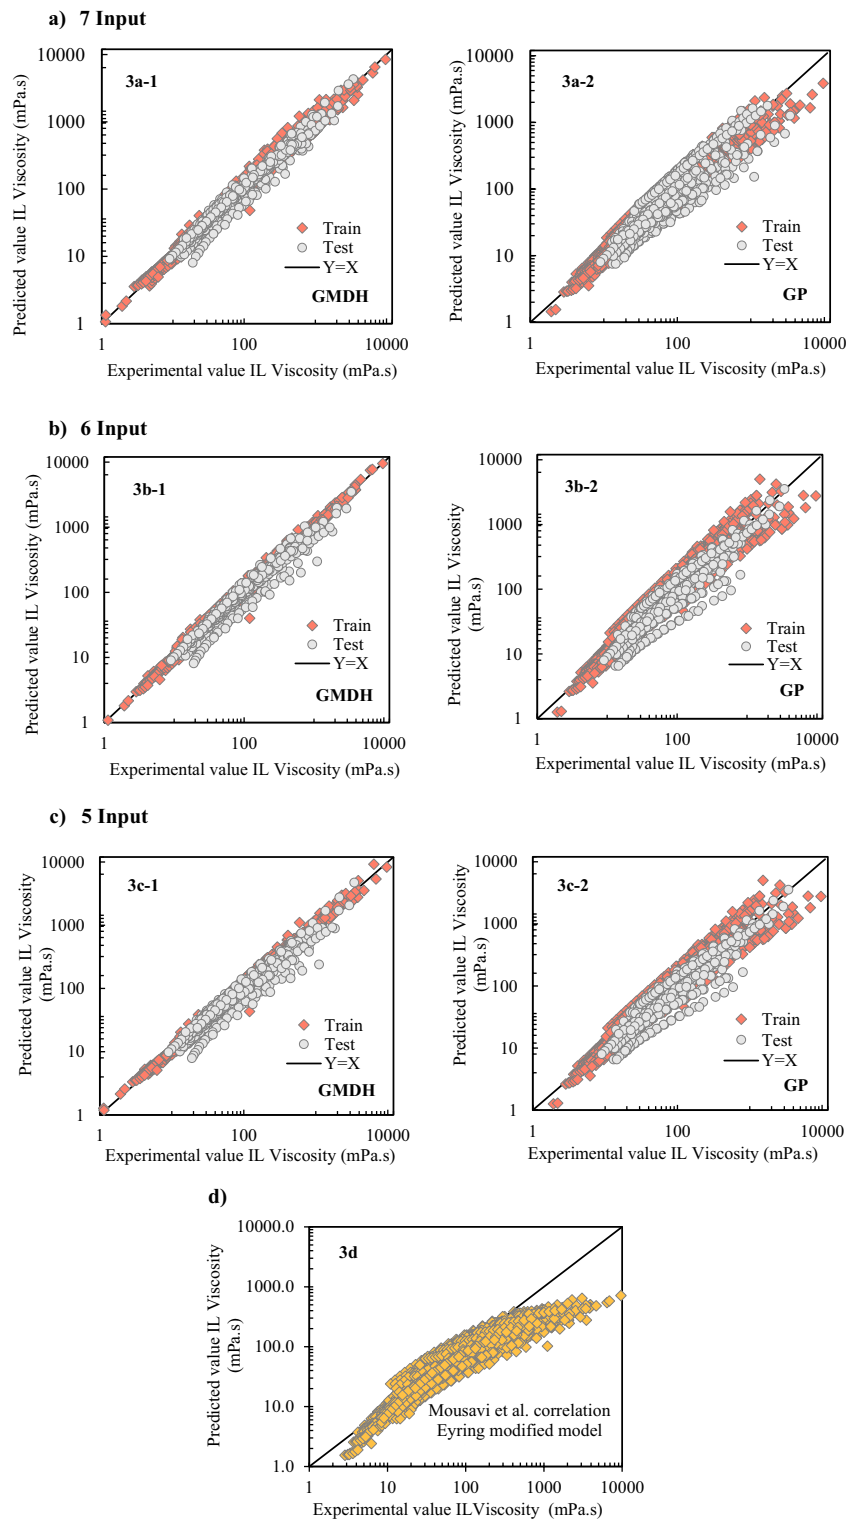 a) 7 Input
3a-1
Predicted value IL Viscosity (mPa.s)
10000
1000
100
10
1
Train
Test
Y=X
GMDH
1
100
10000
Experimental value IL Viscosity (mPa.s)
3a-2
Predicted value IL Viscosity (mPa.s)
10000
1000
100
10
1
Train
Test
Y=X
GP
1
100
10000
Experimental value IL Viscosity (mPa.s)
b) 6 Input
3b-1
Predicted value IL Viscosity (mPa.s)
10000
1000
100
10
1
Train
Test
Y=X
GMDH
1
100
10000
Experimental value IL Viscosity (mPa.s)
3b-2
Predicted value IL Viscosity
(mPa.s)
10000
1000
100
10
1
Train
Test
Y=X
GP
1
100
10000
Experimental value IL Viscosity (mPa.s)
c) 5 Input
3c-1
Predicted value IL Viscosity
(mPa.s)
10000
1000
100
10
1
Train
Test
Y=X
GMDH
1
100
10000
Experimental value IL Viscosity (mPa.s)
3c-2
Predicted value IL Viscosity
(mPa.s)
10000
1000
100
10
1
Train
Test
Y=X
GP
1
100
10000
Experimental value IL Viscosity (mPa.s)
d)
3d
Predicted value IL Viscosity
(mPa.s)
10000.0
1000.0
100.0
10.0
1.0
Mousavi et al. correlation
Eyring modified model
1
10
100
1000
10000
Experimental value ILViscosity (mPa.s)